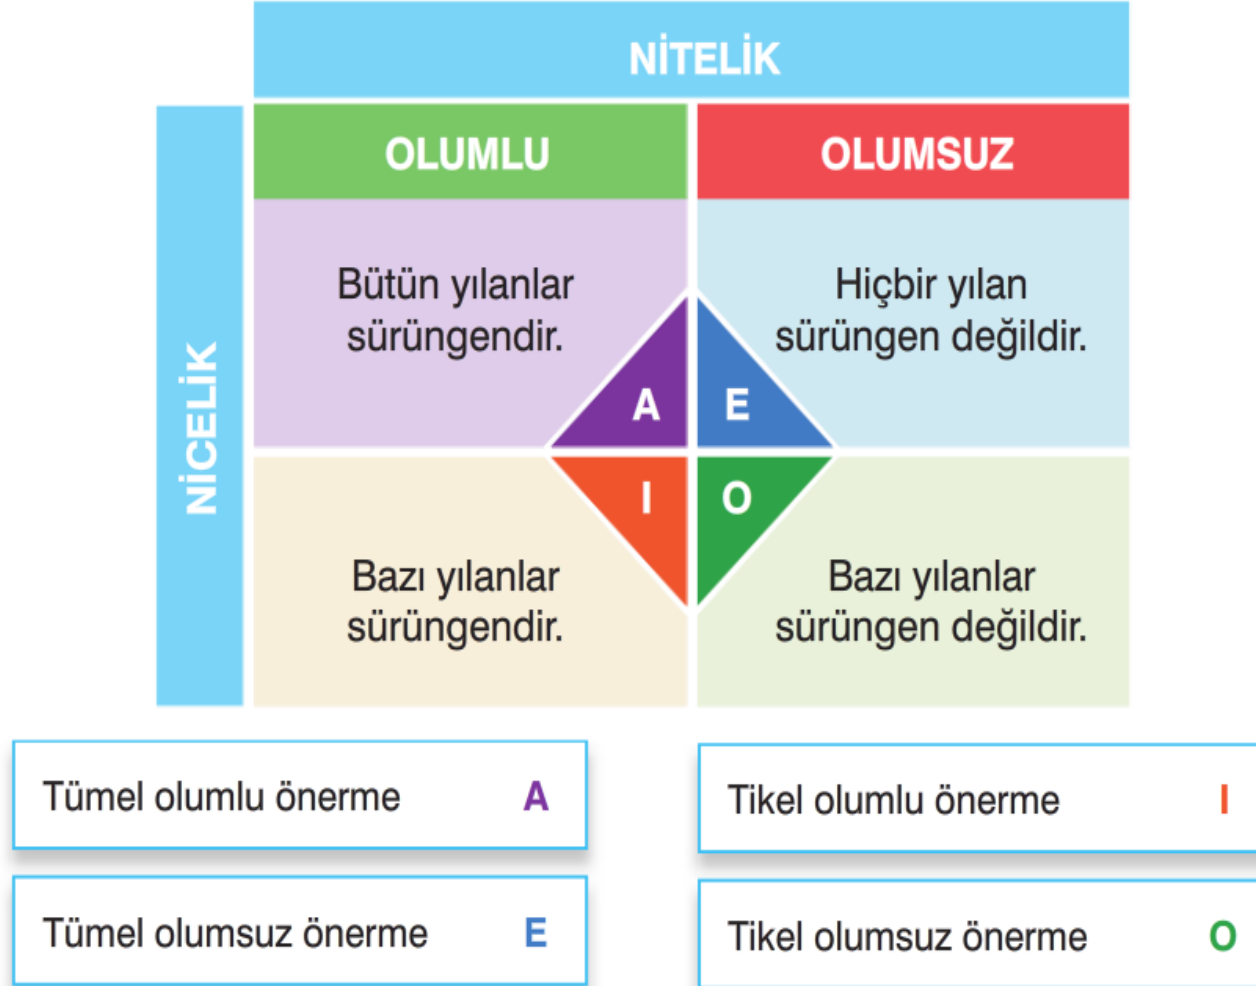 NİTELİK
OLUMLU
OLUMSUZ
NİCELİK
Bütün yılanlar
sürüngendir.
Hiçbir yılan
sürüngen değildir.
A
E
I
O
Bazı yılanlar
sürüngendir.
Bazı yılanlar
sürüngen değildir.
Tümel olumlu önerme A
Tikel olumlu önerme I
Tümel olumsuz önerme E
Tikel olumsuz önerme O